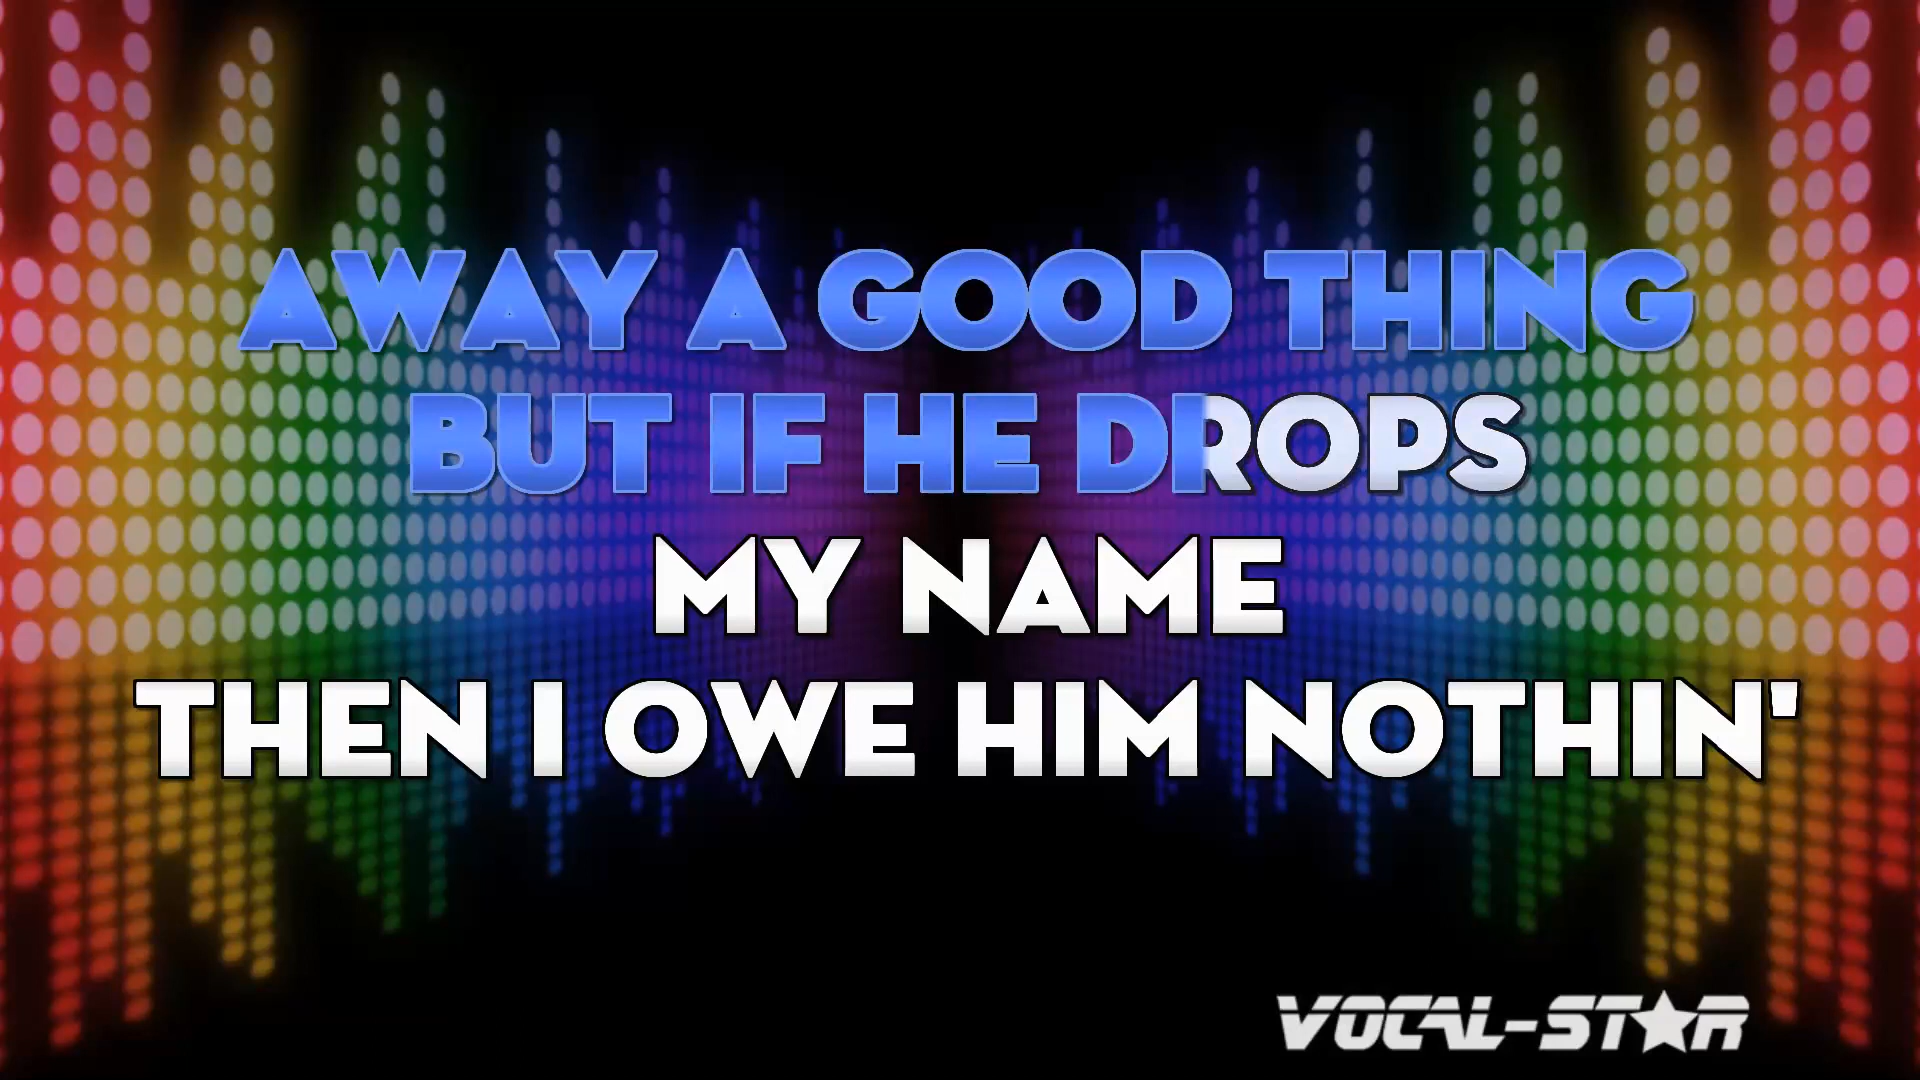 AWAY A GOOD THING
BUT IF HE DROPS
MY NAME
THEN I OWE HIM NOTHIN'
VOCAL-STAR